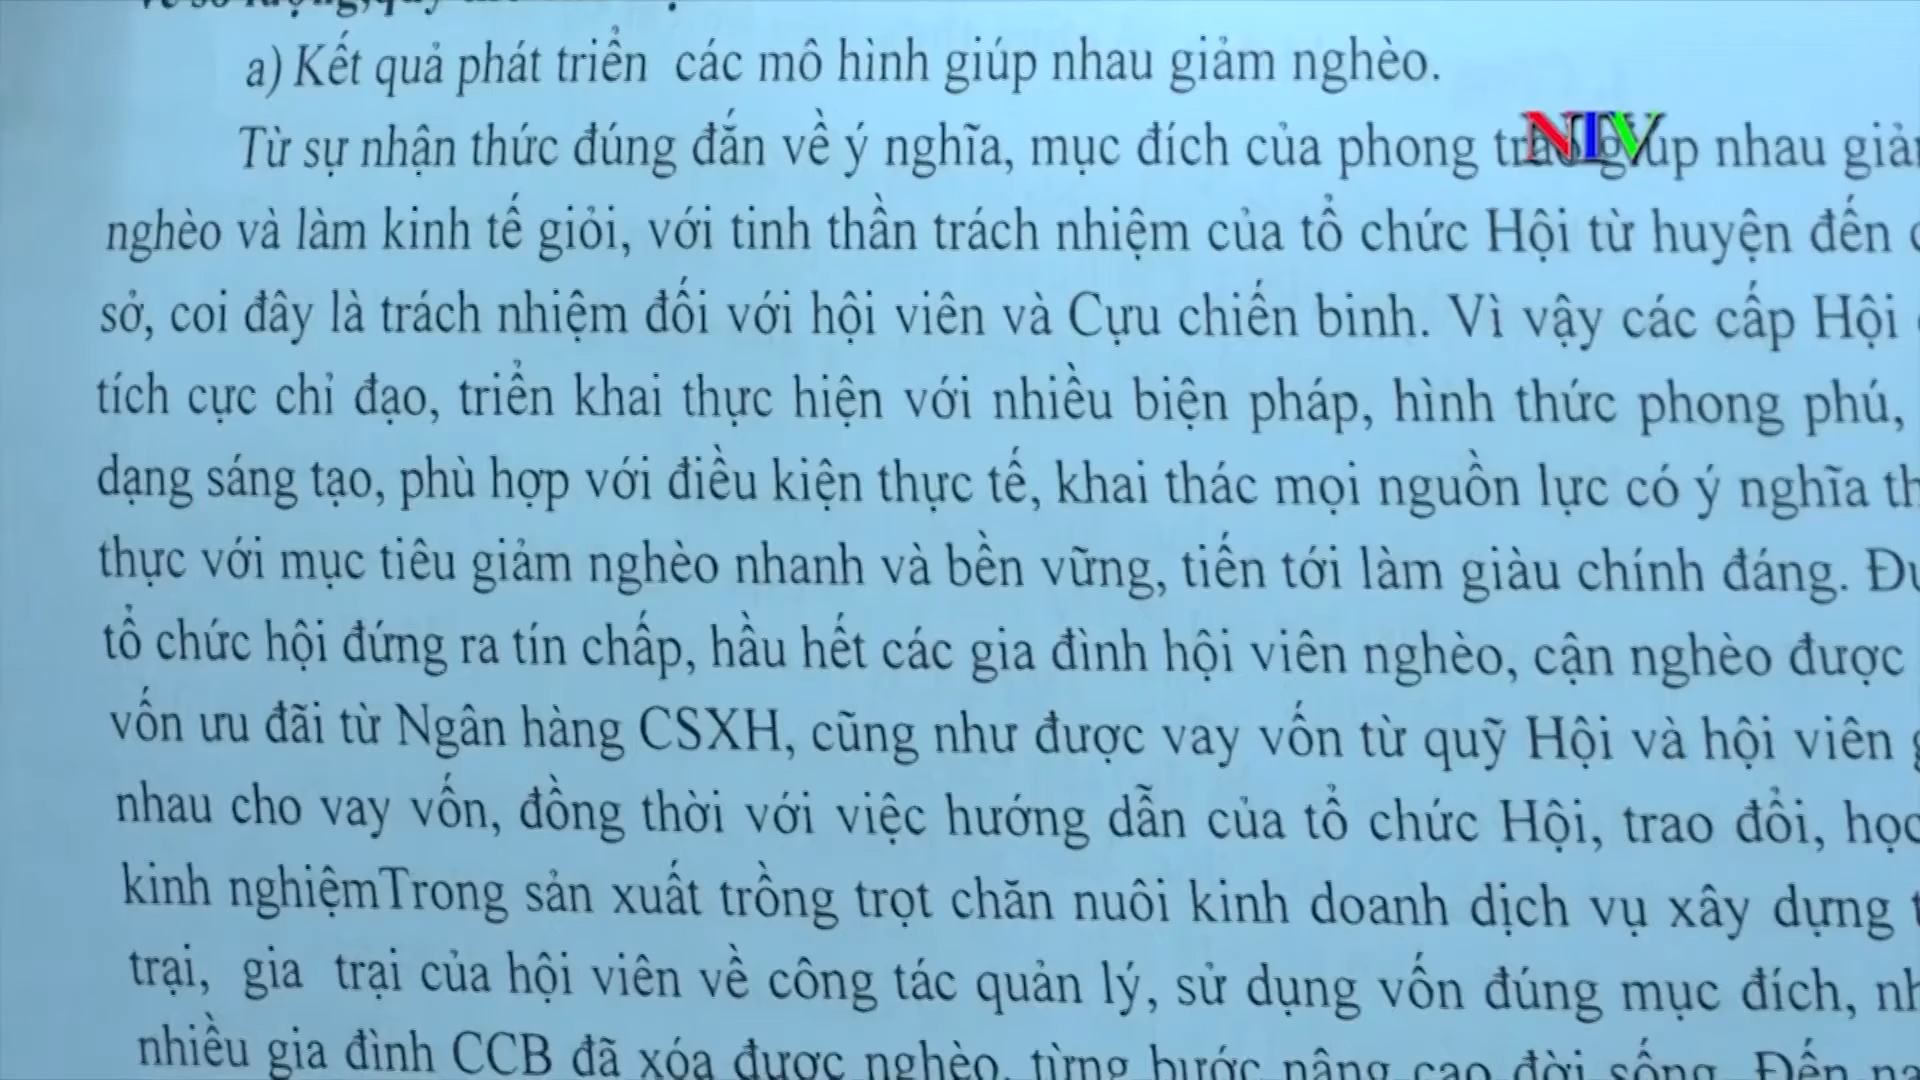 a) Kết quả phát triển các mô hình giúp nhau giảm nghèo.
Từ sự nhận thức đúng đắn về ý nghĩa, mục đích của phong trào giúp nhau
NTV
nghèo và làm kinh tế giỏi, với tinh thần trách nhiệm của tổ chức Hội từ huyện đến
sở, coi đây là trách nhiệm đối với hội viên và Cựu chiến binh. Vì vậy các cấp Hội
tích cực chỉ đạo, triển khai thực hiện với nhiều biện pháp, hình thức phong phú,
dạng sáng tạo, phù hợp với điều kiện thực tế, khai thác mọi nguồn lực có ý nghĩa
thực với mục tiêu giảm nghèo nhanh và bền vững, tiến tới làm giàu chính đáng.
tổ chức hội đứng ra tín chấp, hầu hết các gia đình hội viên nghèo, cận nghèo được
vốn ưu đãi từ Ngân hàng CSXH, cũng như được vay vốn từ quỹ Hội và hội viên
nhau cho vay vốn, đồng thời với việc hướng dẫn của tổ chức Hội, trao đổi,
kinh nghiệmTrong sản xuất trồng trọt chăn nuôi kinh doanh dịch vụ xây dựng
trại, gia trại của hội viên về công tác quản lý, sử dụng vốn đúng mục đích,
nhiều gia đình CCB đã xóa được nghèo, từng bước nâng cao đời sống. Đến